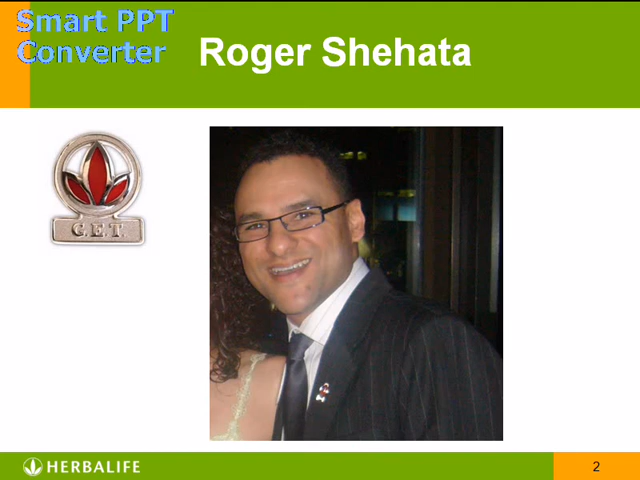 Smart PPT
Converter
Roger Shehata
G.E.T.
HERBALIFE
2